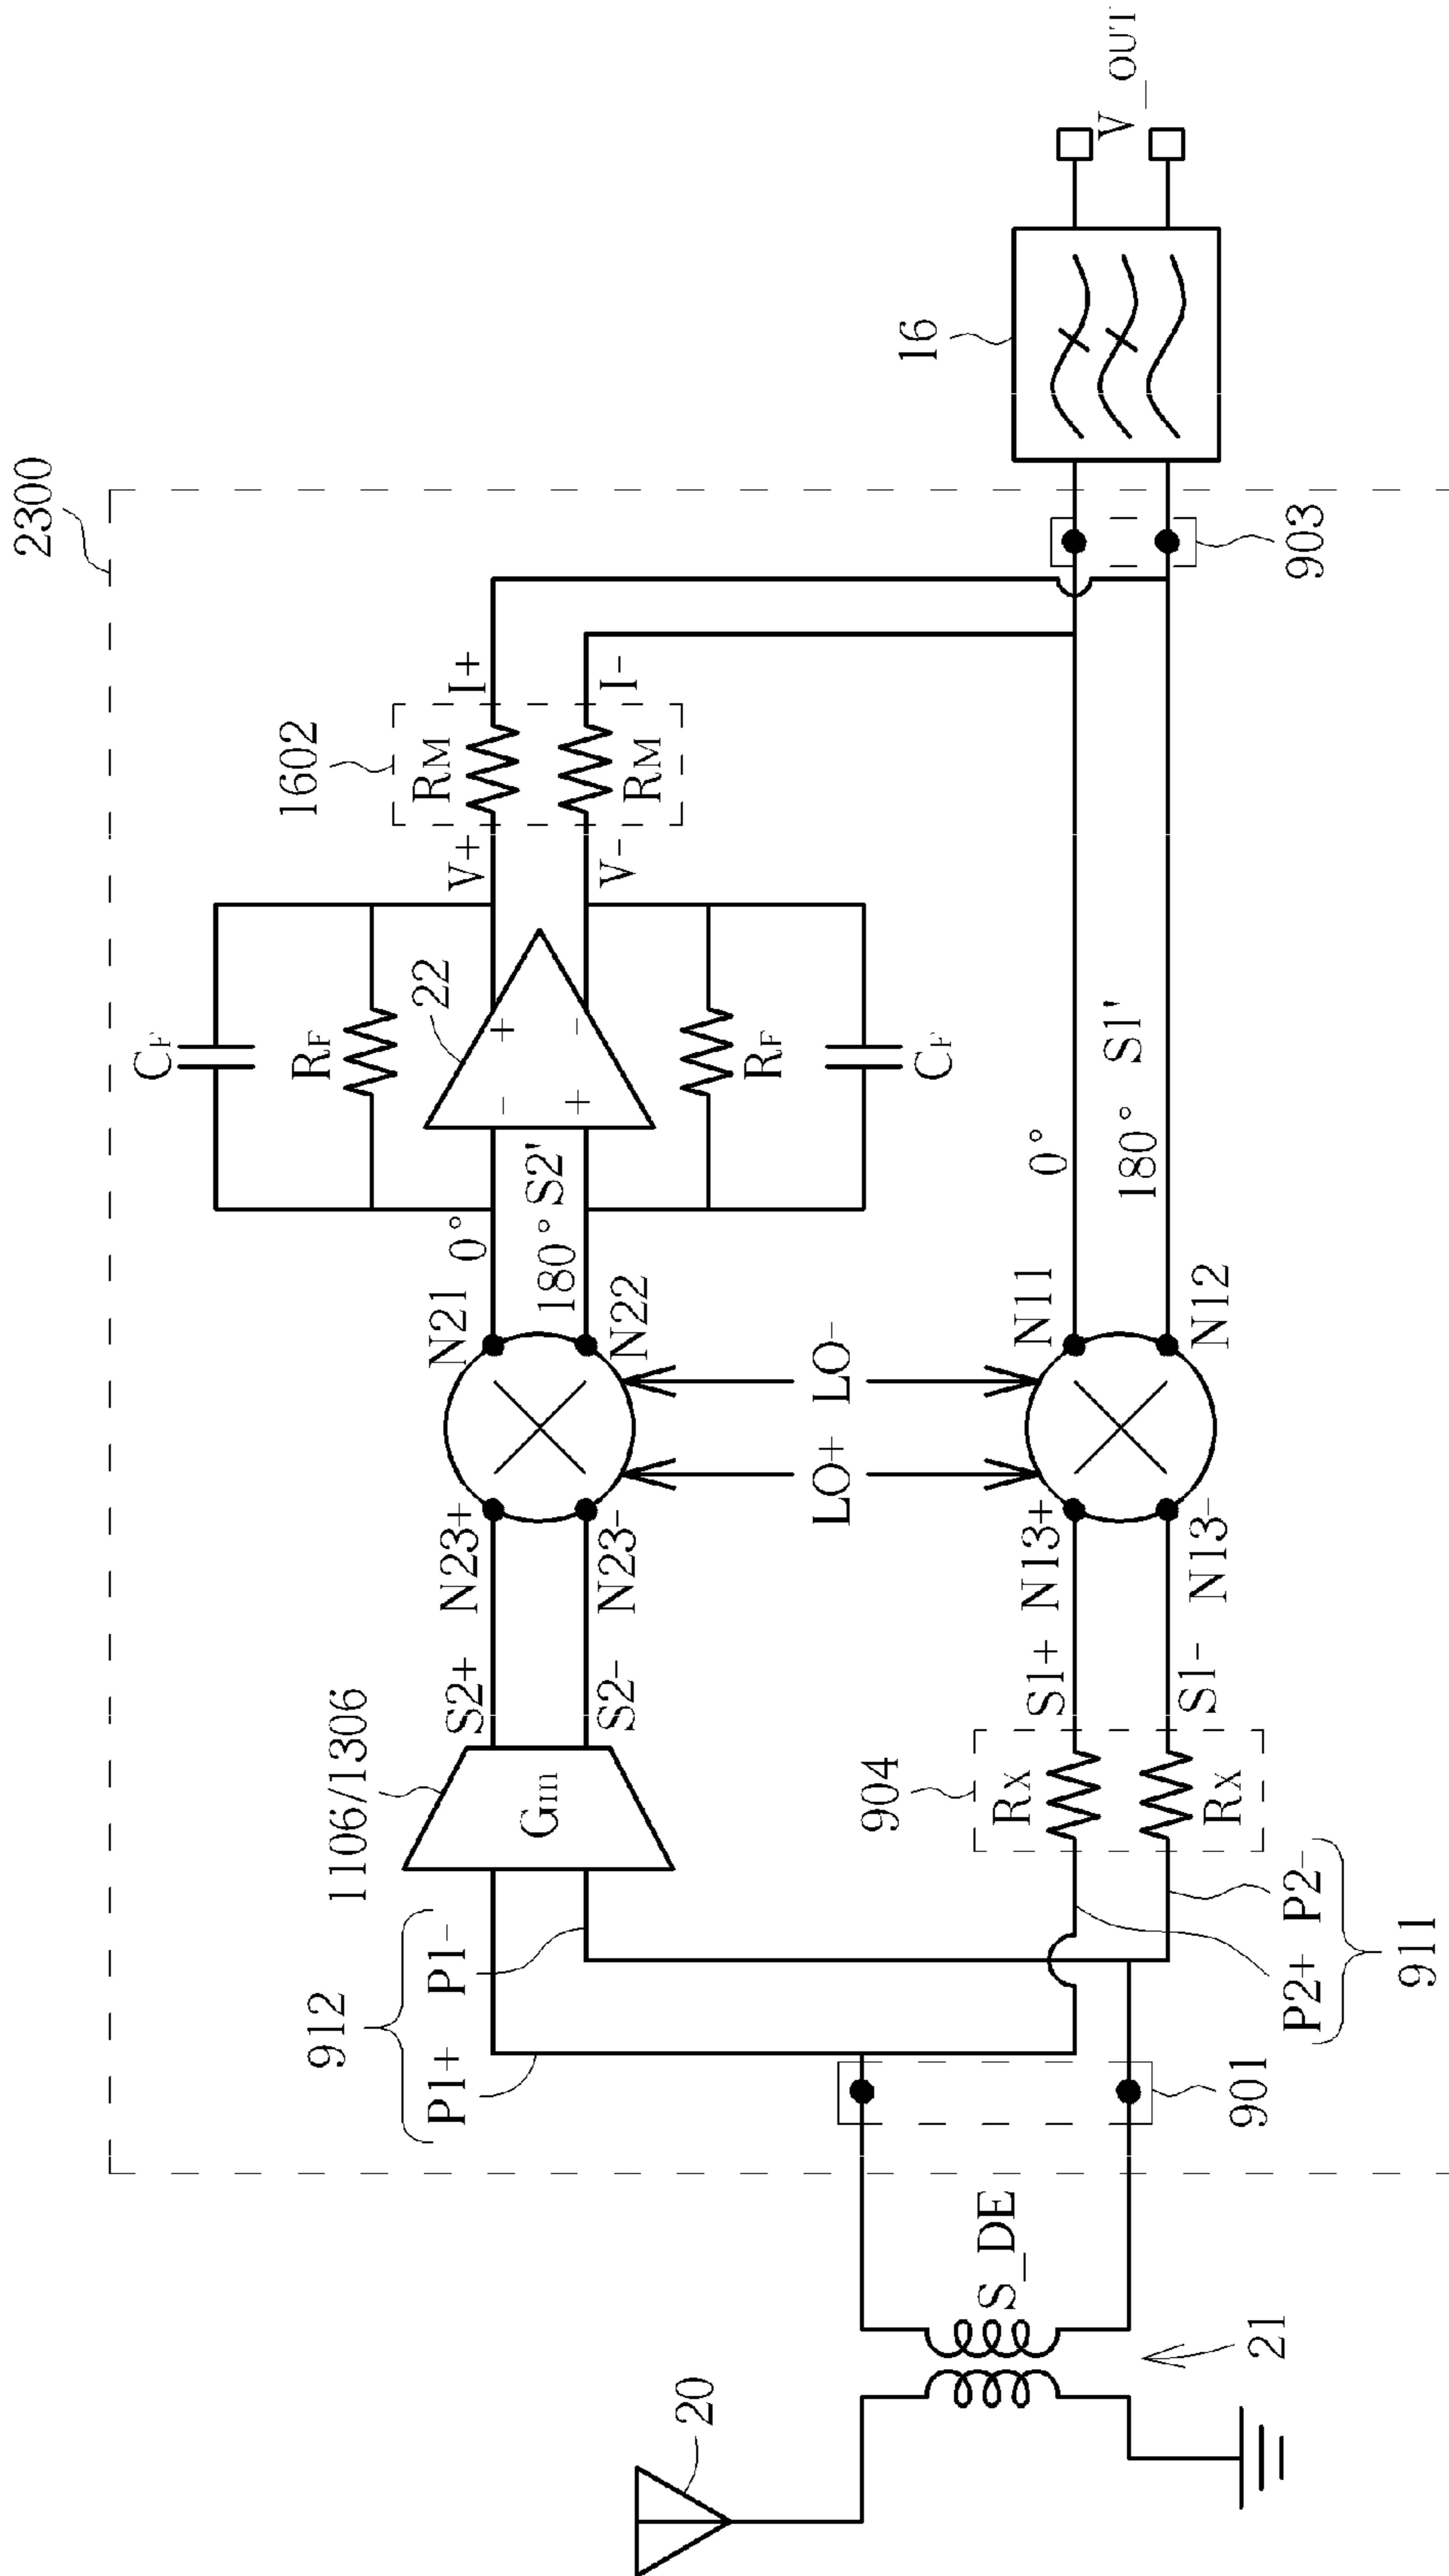 2300
1602
CF
RF
22
V+
RM
I+
V-
RM
I-
RF
CF
1106/1306
912
P1+
P1-
Gm
S2+
S2-
N23+
N23-
N21
N22
0°
180°
S2'
-
+
+
-
LO+
LO-
20
21
S_DE
901
904
RX
RX
S1+
S1-
N13+
N13-
N11
N12
0°
180°
S1'
P2+
P2-
911
903
16
V_OUT